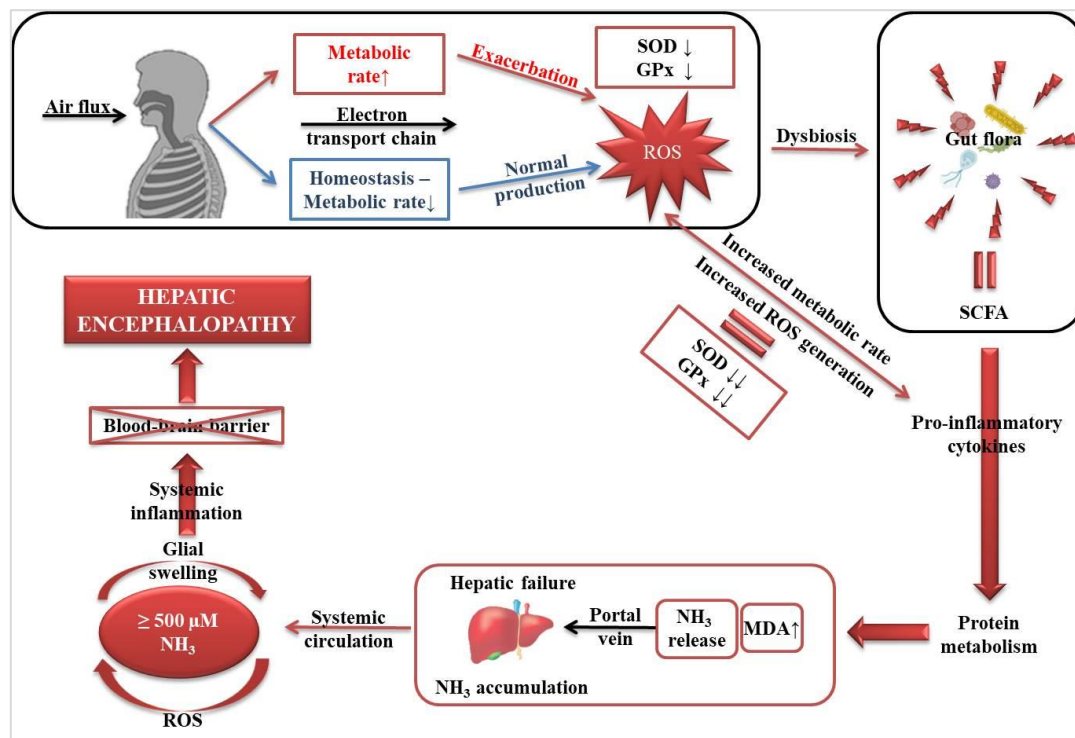 Air flux
Metabolic
rate↑
Exacerbation
SOD ↓
GPx ↓
Electron
transport chain
Homeostasis –
Metabolic rate↓
Normal
production
ROS
Dysbiosis
Gut flora
SCFA
Increased metabolic rate
Increased ROS generation
SOD ↓↓
GPx ↓↓
Pro-inflammatory
cytokines
Protein
metabolism
MDA↑
NH₃
release
Portal
vein
Hepatic failure
NH₃ accumulation
Systemic
circulation
≥ 500 µM
NH₃
ROS
Glial
swelling
Systemic
inflammation
Blood-brain barrier
HEPATIC
ENCEPHALOPATHY